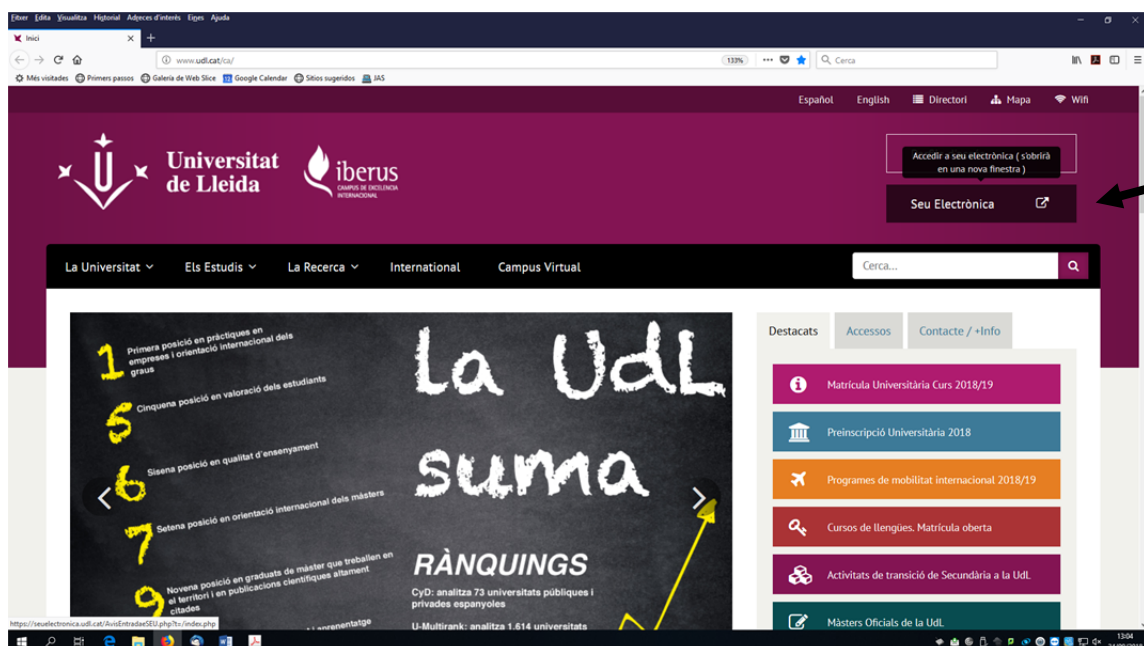 Fitxer Edita Visualitza Historial Adreces d'interès Eines Ajuda
Inici
www.udl.cat/ca/
133%
Cerca
Més visitades Primers passos Galeria de Web Slice Google Calendar Sitios sugeridos JAS
Español English Directori Mapa Wifi
Universitat
de Lleida
iberus
CAMPUS DE EXCELENCIA
INTERNACIONAL
Accedir a seu electrònica ( s'obrirà
en una nova finestra )
Seu Electrònica
La Universitat Els Estudis La Recerca International Campus Virtual
Cerca...
1 Primera posició en pràctiques en
empreses i orientació internacional dels
graus
5 Cinquena posició en valoració dels estudiants
6 Sisena posició en qualitat d'ensenyament
7 Setena posició en orientació internacional dels màsters
9 Novena posició en graduats de màster que treballen en
el territori i en publicacions científiques altament
citades
la UdL
suma
RÀNQUINGS
CyD: analitza 73 universitats públiques i
privades espanyoles
U-Multirank: analitza 1.614 universitats
Destacats Accessos Contacte / +Info
Matrícula Universitària Curs 2018/19
Preinscripció Universitària 2018
Programes de mobilitat internacional 2018/19
Cursos de llengües. Matrícula oberta
Activitats de transició de Secundària a la UdL
Màsters Oficials de la UdL
https://seuelectronica.udl.cat/AvisEntradaeSEU.php?t=/index.php
13:04